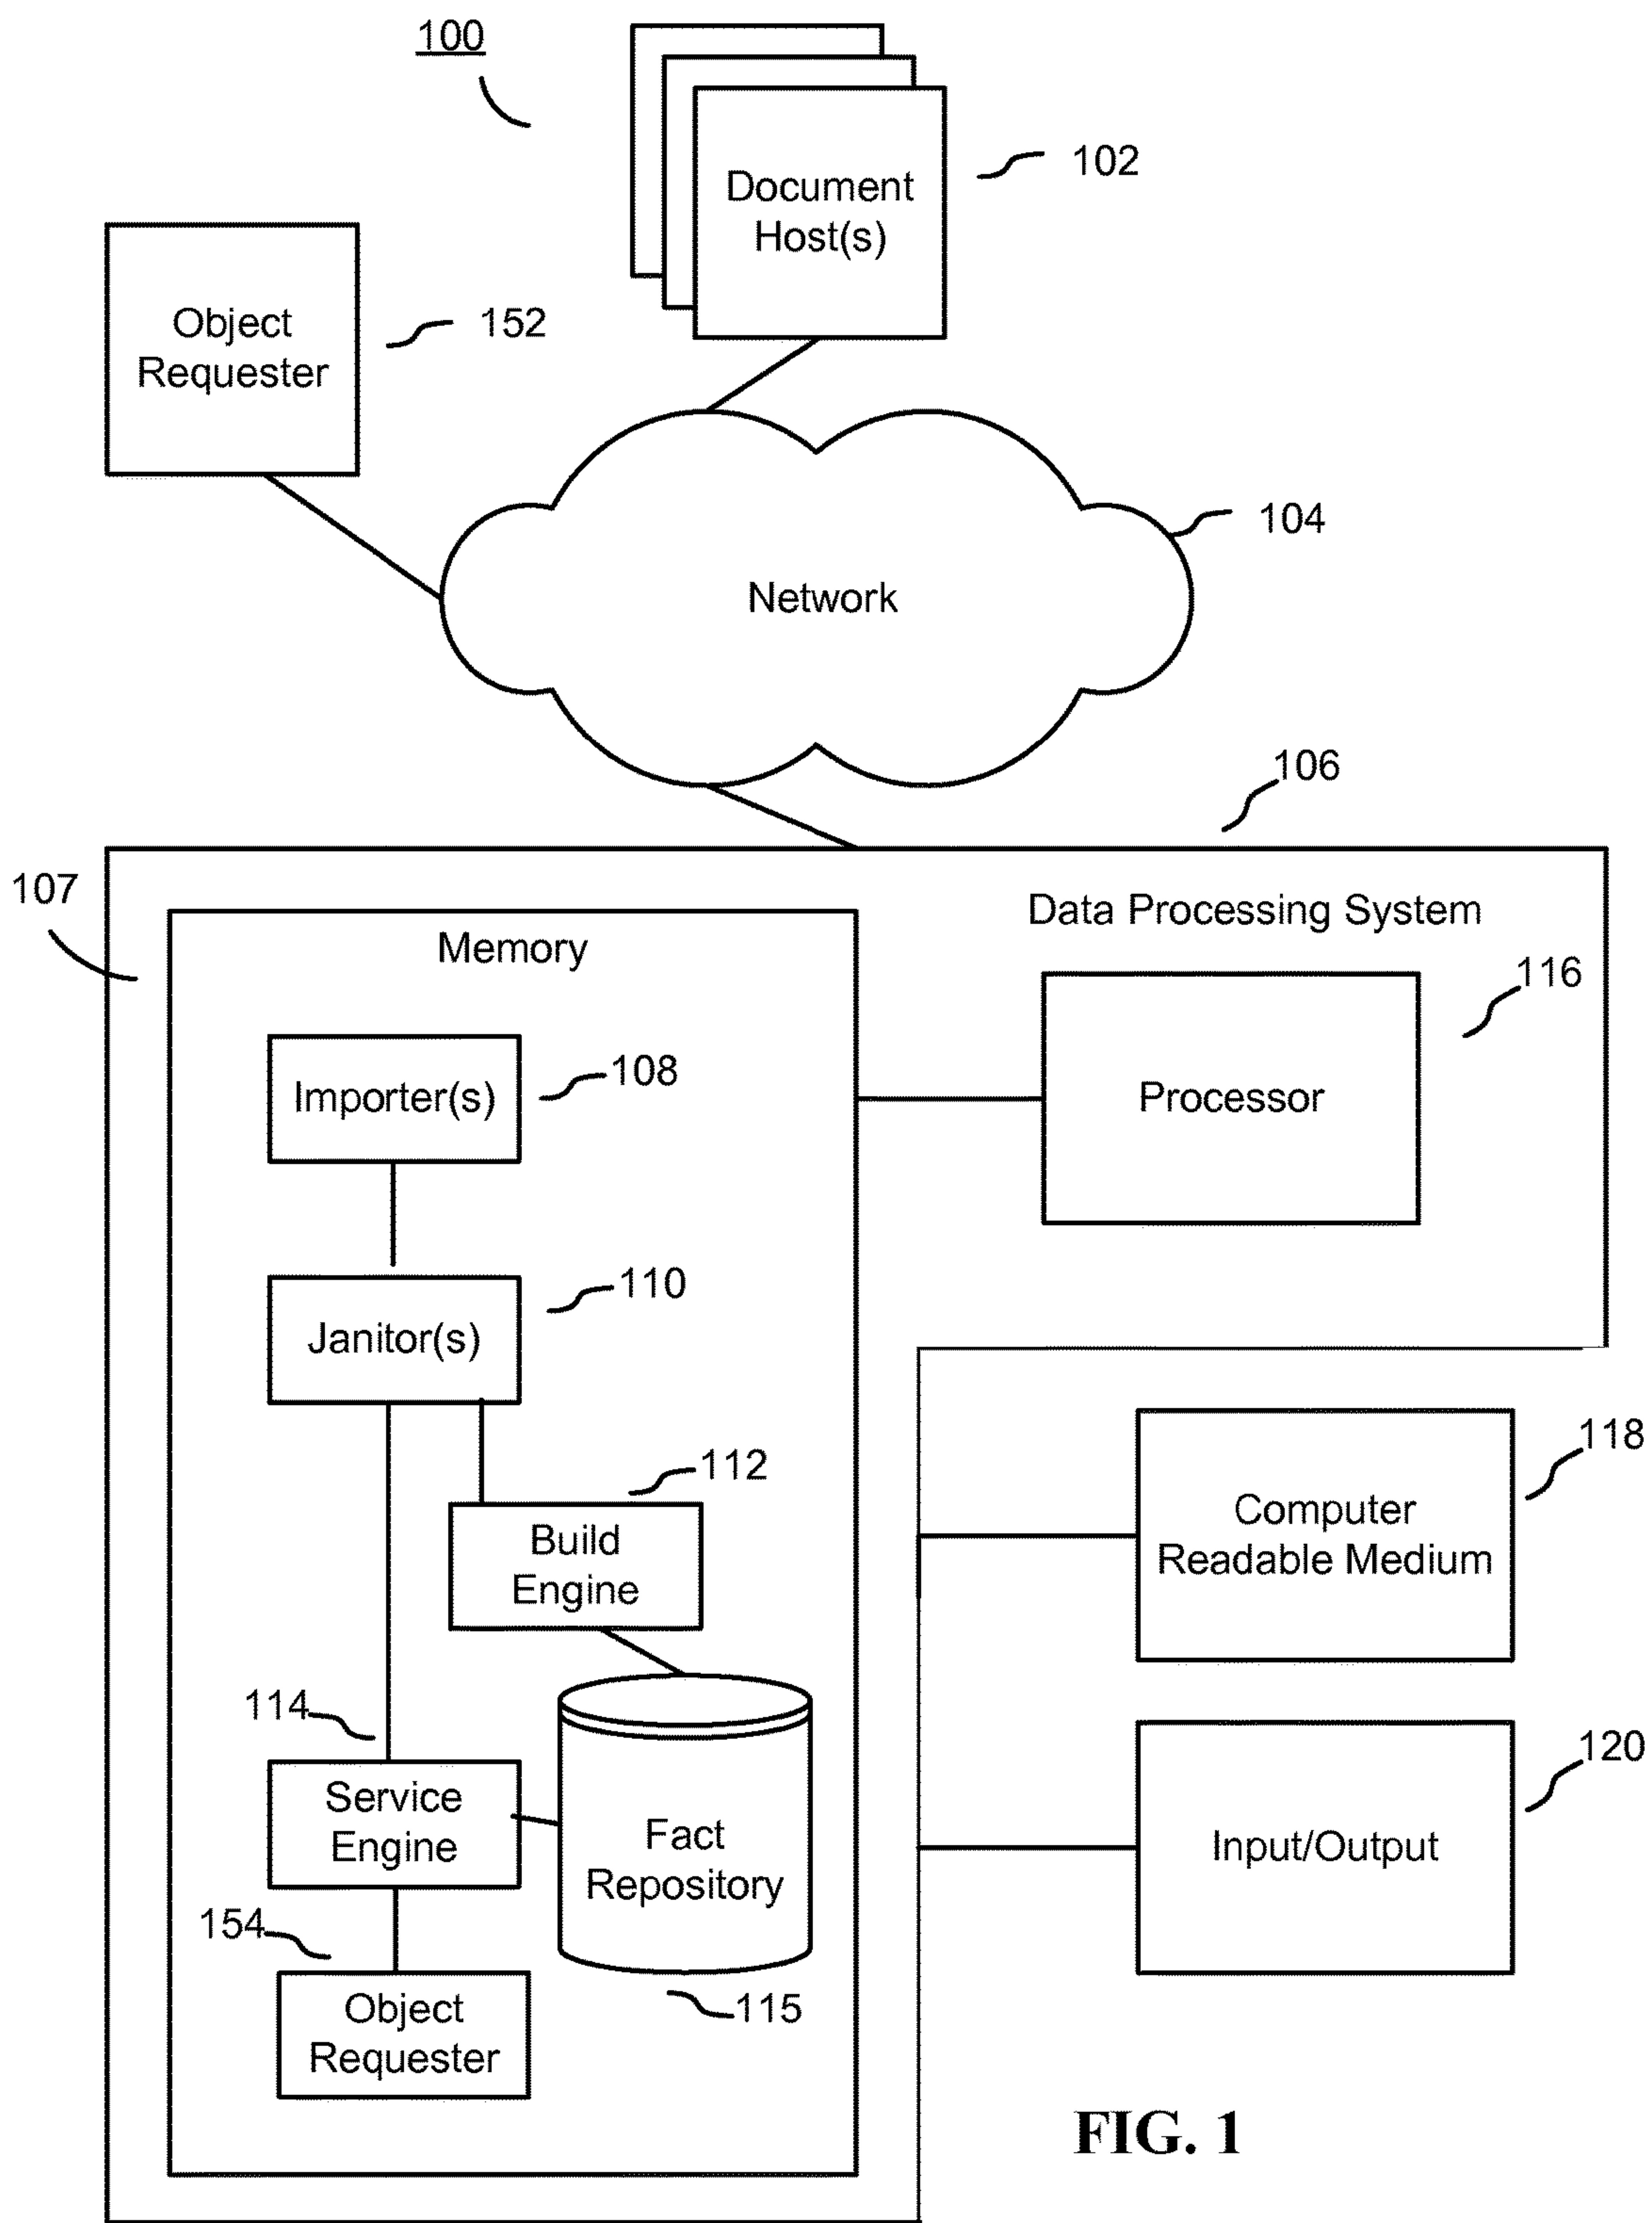 100
102
Document
Host(s)
Object
Requester
152
104
Network
106
107
Data Processing System
Memory
116
Importer(s)
108
Processor
110
Janitor(s)
118
112
Computer
Readable Medium
Build
Engine
114
120
Service
Engine
Fact
Repository
Input/Output
154
115
Object
Requester
FIG. 1